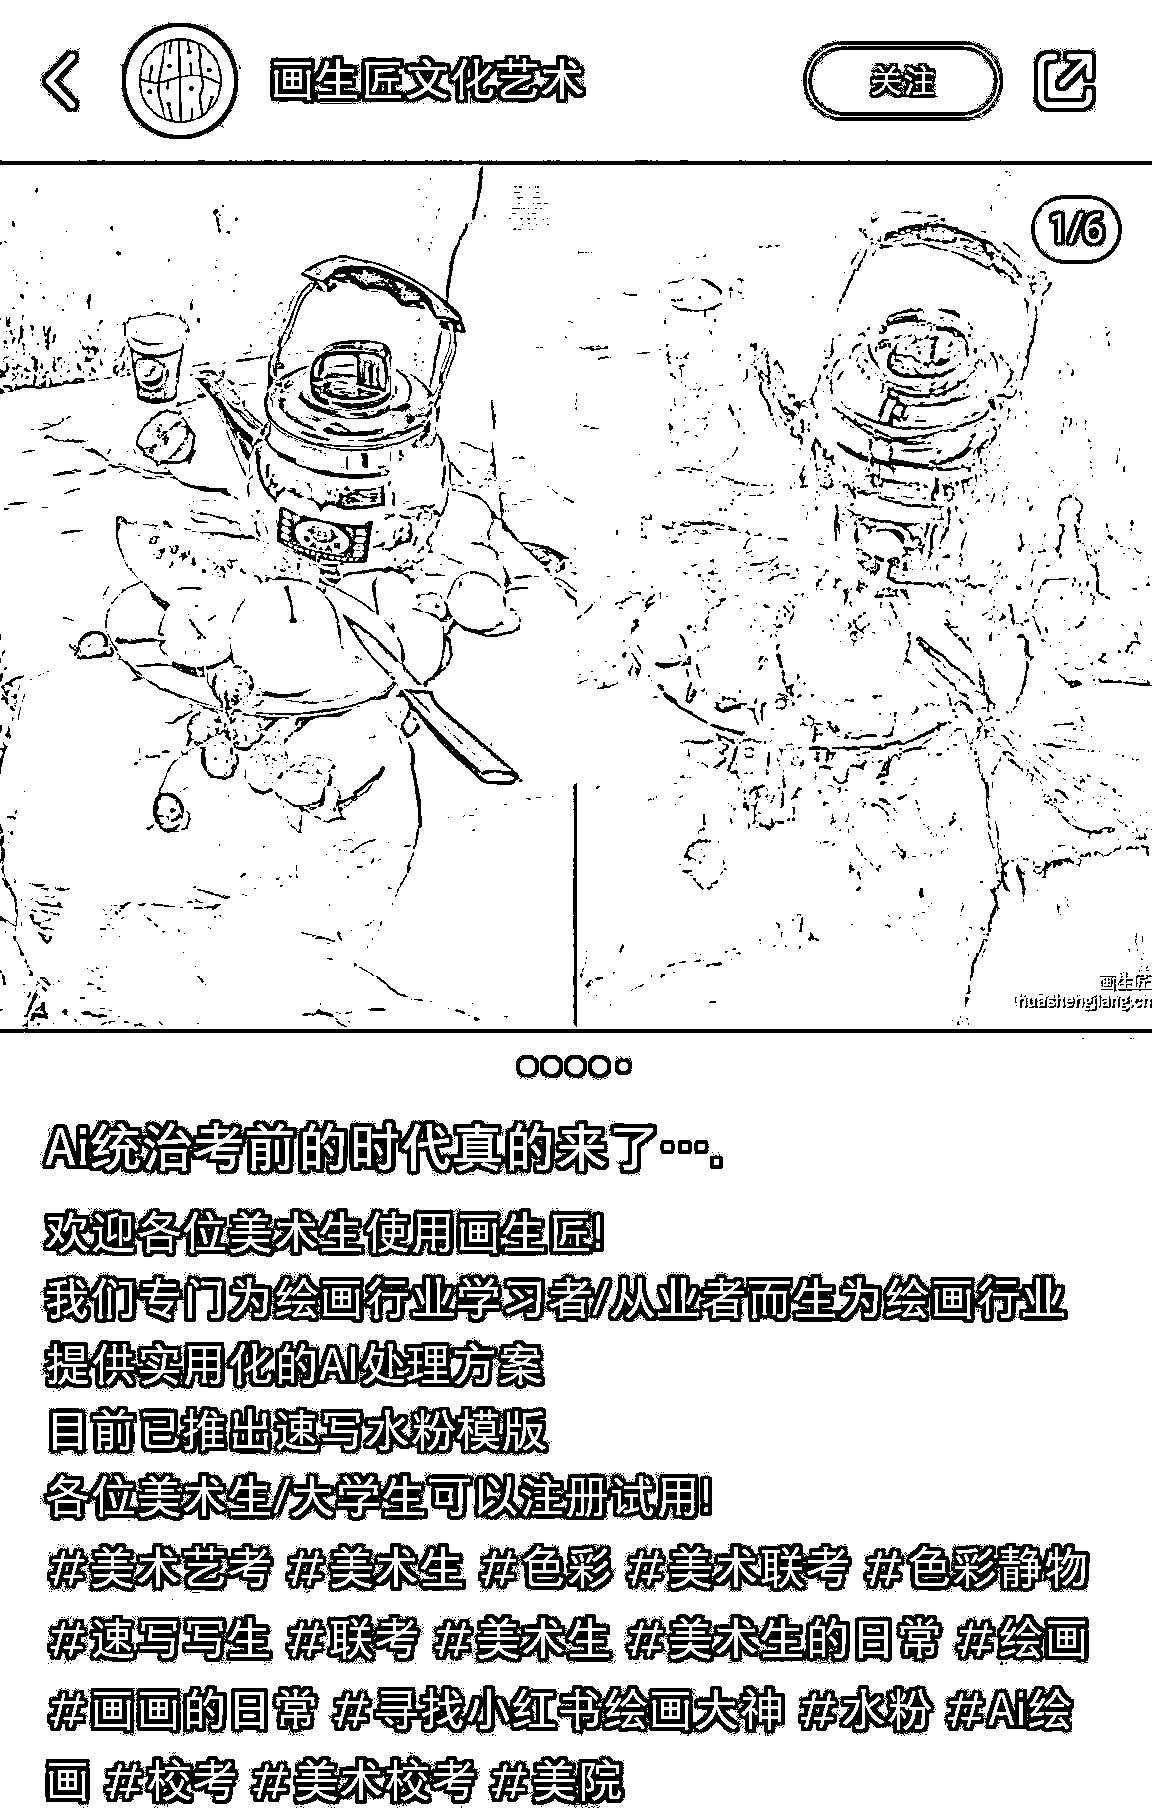 画生匠文化艺术
关注
1/6
画生匠
huashengjiang.cn
Ai统治考前的时代真的来了···.
欢迎各位美术生使用画生匠!
我们专门为绘画行业学习者/从业者而生为绘画行业
提供实用化的AI处理方案
目前已推出速写水粉模版
各位美术生/大学生可以注册试用!
#美术艺考 #美术生 #色彩 #美术联考 #色彩静物
#速写写生 #联考 #美术生 #美术生的日常 #绘画
#画画的日常 #寻找小红书绘画大神 #水粉 #Ai绘
画 #校考 #美术校考 #美院